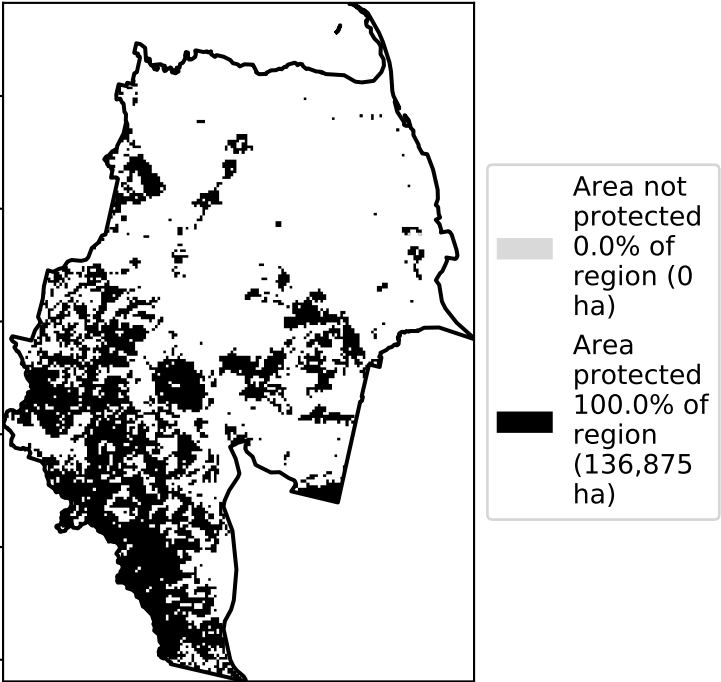 Area not
protected
0.0% of
region (0
ha)
Area
protected
100.0% of
region
(136,875
ha)